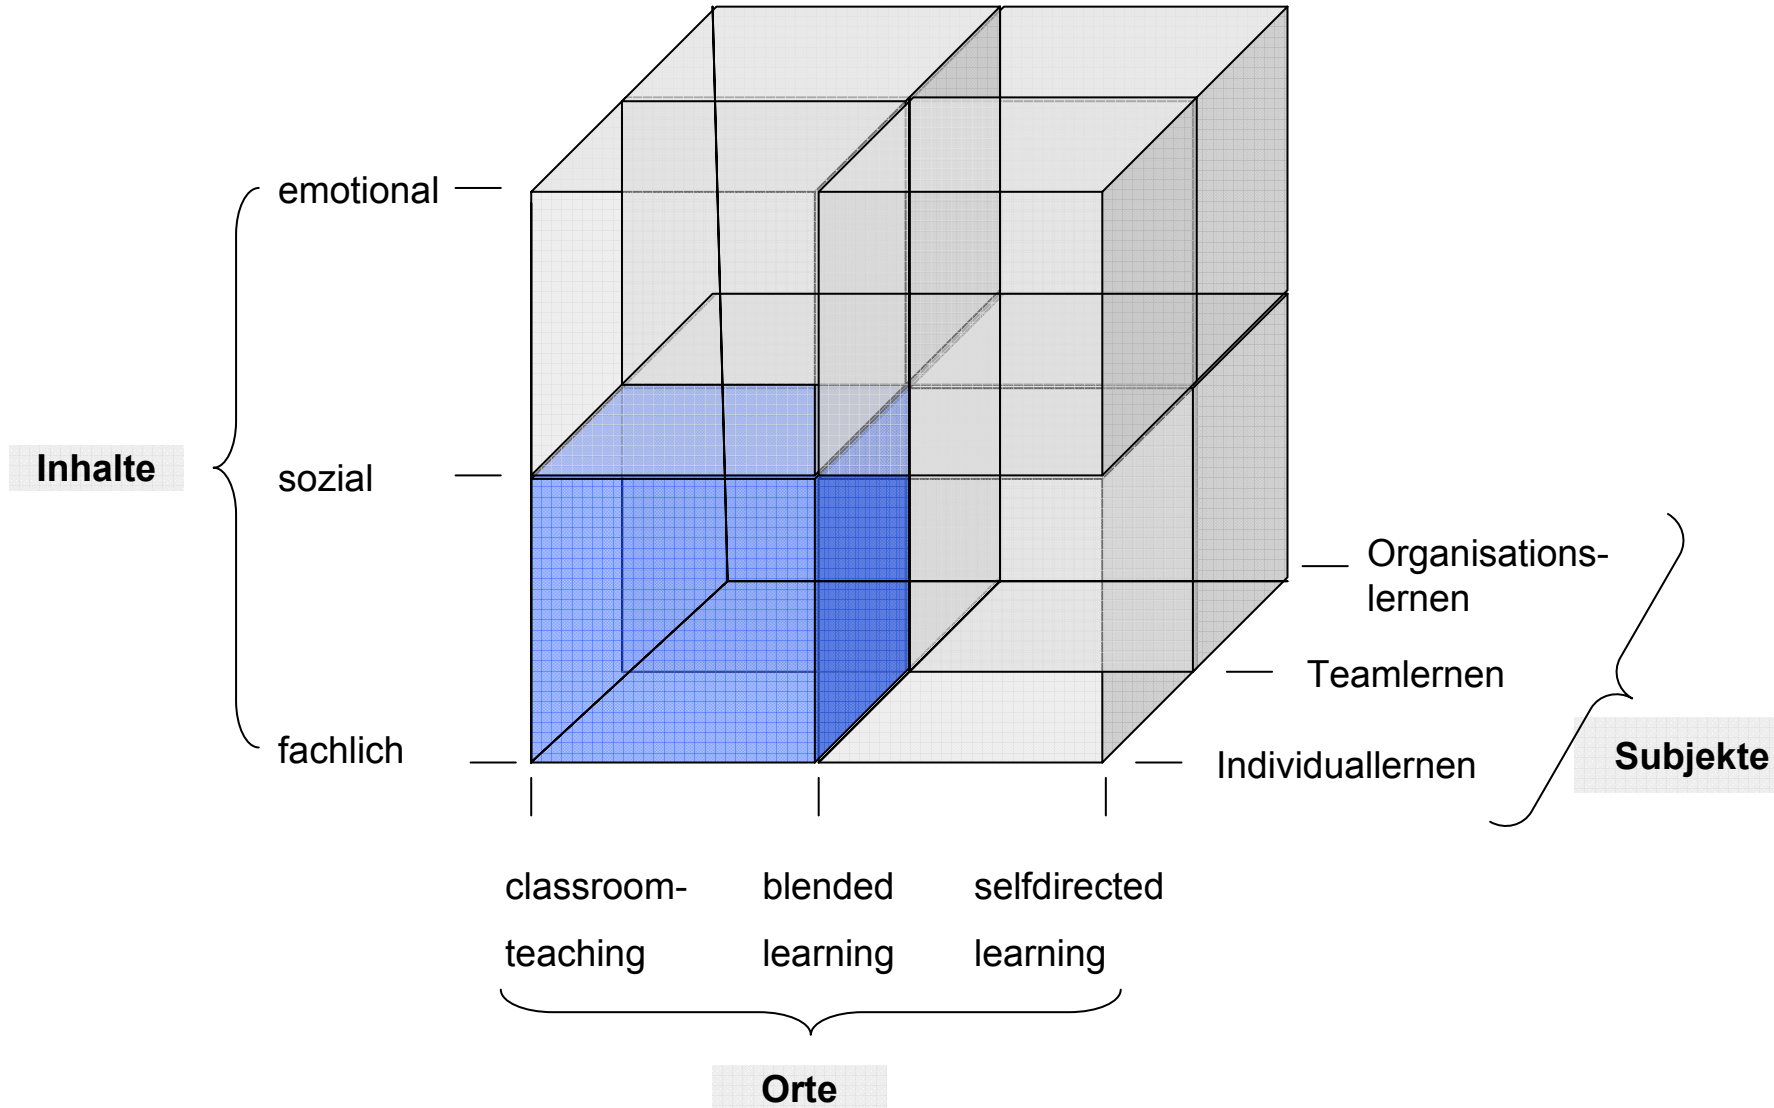 emotional
Inhalte
sozial
fachlich
Organisations-
lernen
Teamlernen
Individuallernen
Subjekte
classroom-
teaching
blended
learning
selfdirected
learning
Orte